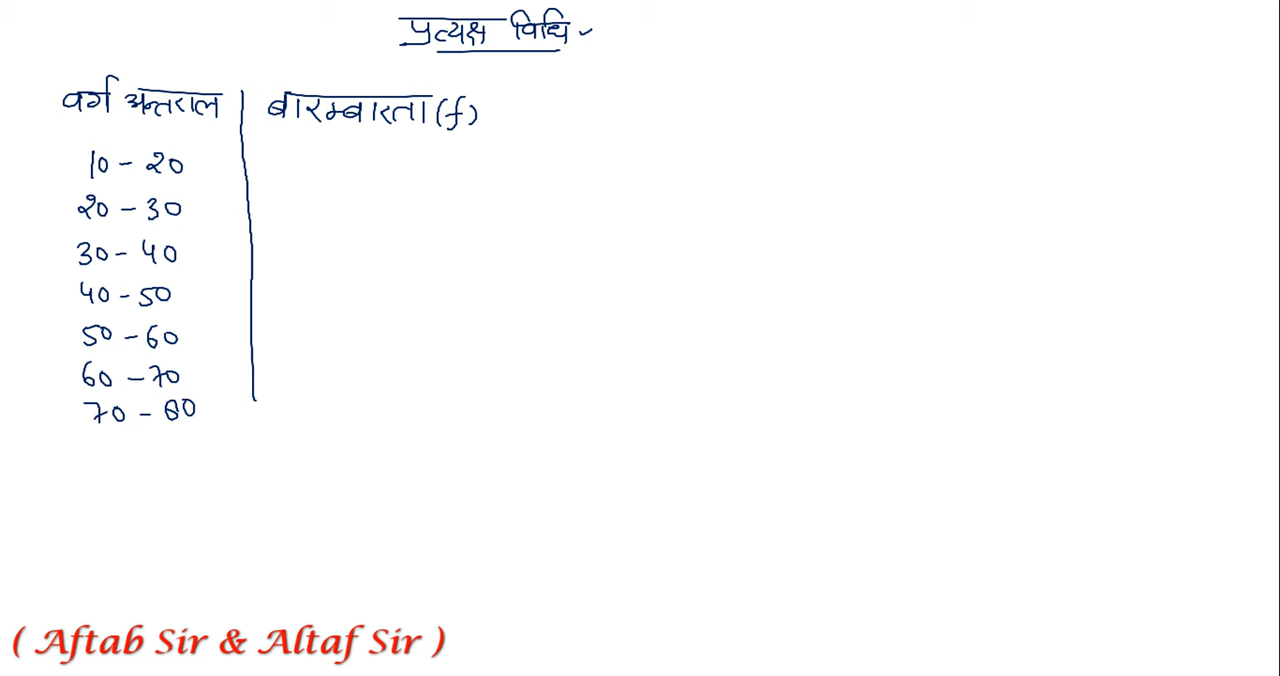 प्रत्यक्ष विधि
वर्ग अन्तराल बारम्बारता (f)
10 - 20
20 - 30
30 - 40
40 - 50
50 - 60
60 - 70
70 - 80
( Aftab Sir & Altaf Sir )